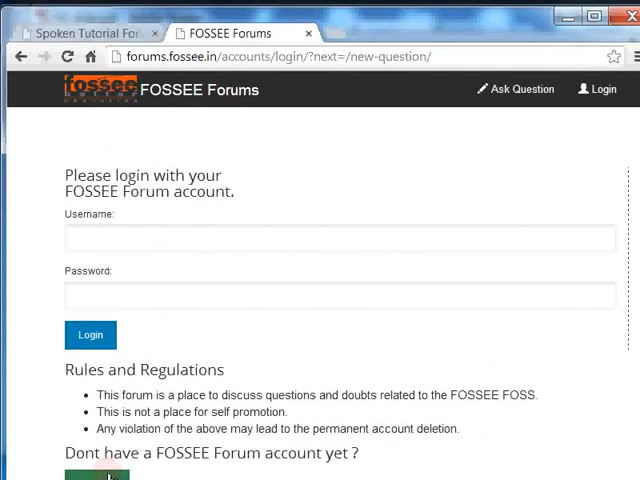 Spoken Tutorial For
FOSSEE Forums
forums.fossee.in/accounts/login/?next=/new-question/
fossee FOSSEE Forums
Ask Question
Login
Please login with your
FOSSEE Forum account.
Username:
Password:
Login
Rules and Regulations
This forum is a place to discuss questions and doubts related to the FOSSEE FOSS.
This is not a place for self promotion.
Any violation of the above may lead to the permanent account deletion.
Dont have a FOSSEE Forum account yet ?